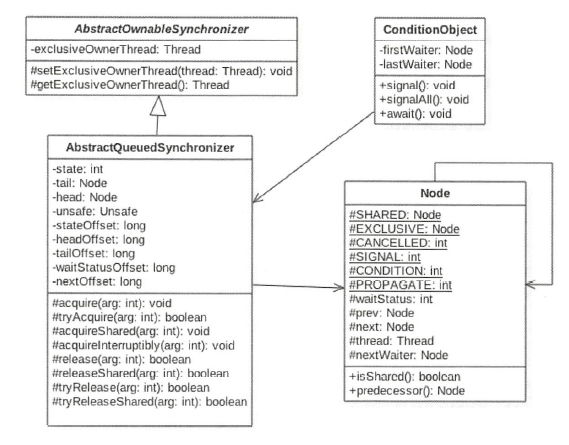 AbstractOwnableSynchronizer
-exclusiveOwnerThread: Thread
#setExclusiveOwnerThread(thread: Thread): void
#getExclusiveOwnerThread(): Thread
ConditionObject
-firstWaiter: Node
-lastWaiter: Node
+signal(): void
+signalAll(): void
+await(): void
AbstractQueuedSynchronizer
-state: int
-tail: Node
-head: Node
-unsafe: Unsafe
-stateOffset: long
-headOffset: long
-tailOffset: long
-waitStatusOffset: long
-nextOffset: long
#acquire(arg: int): void
#tryAcquire(arg: int): boolean
#acquireShared(arg: int): void
#acquireInterruptibly(arg: int): void
#release(arg: int): boolean
#releaseShared(arg: int): boolean
#tryRelease(arg: int): boolean
#tryReleaseShared(arg: int): boolean
Node
#SHARED: Node
#EXCLUSIVE: Node
#CANCELLED: int
#SIGNAL: int
#CONDITION: int
#PROPAGATE: int
#waitStatus: int
#prev: Node
#next: Node
#thread: Thread
#nextWaiter: Node
+isShared(): boolean
+predecessor(): Node